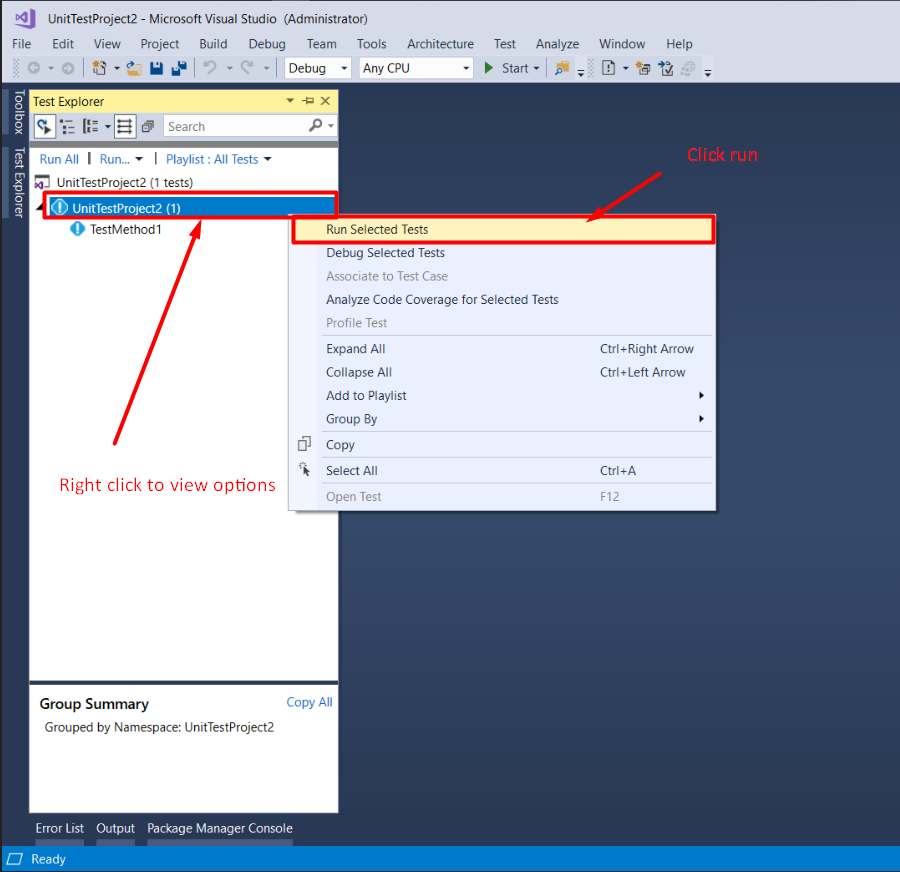 UnitTestProject2 - Microsoft Visual Studio (Administrator)
File Edit View Project Build Debug Team Tools Architecture Test Analyze Window Help
Debug Any CPU Start
Toolbox
Test Explorer
Test Explorer
Search
Run All | Run... | Playlist : All Tests
UnitTestProject2 (1 tests)
UnitTestProject2 (1)
TestMethod1
Click run
Run Selected Tests
Debug Selected Tests
Associate to Test Case
Analyze Code Coverage for Selected Tests
Profile Test
Expand All Ctrl+Right Arrow
Collapse All Ctrl+Left Arrow
Add to Playlist
Group By
Copy
Select All Ctrl+A
Open Test F12
Right click to view options
Group Summary Copy All
Grouped by Namespace: UnitTestProject2
Error List Output Package Manager Console
Ready